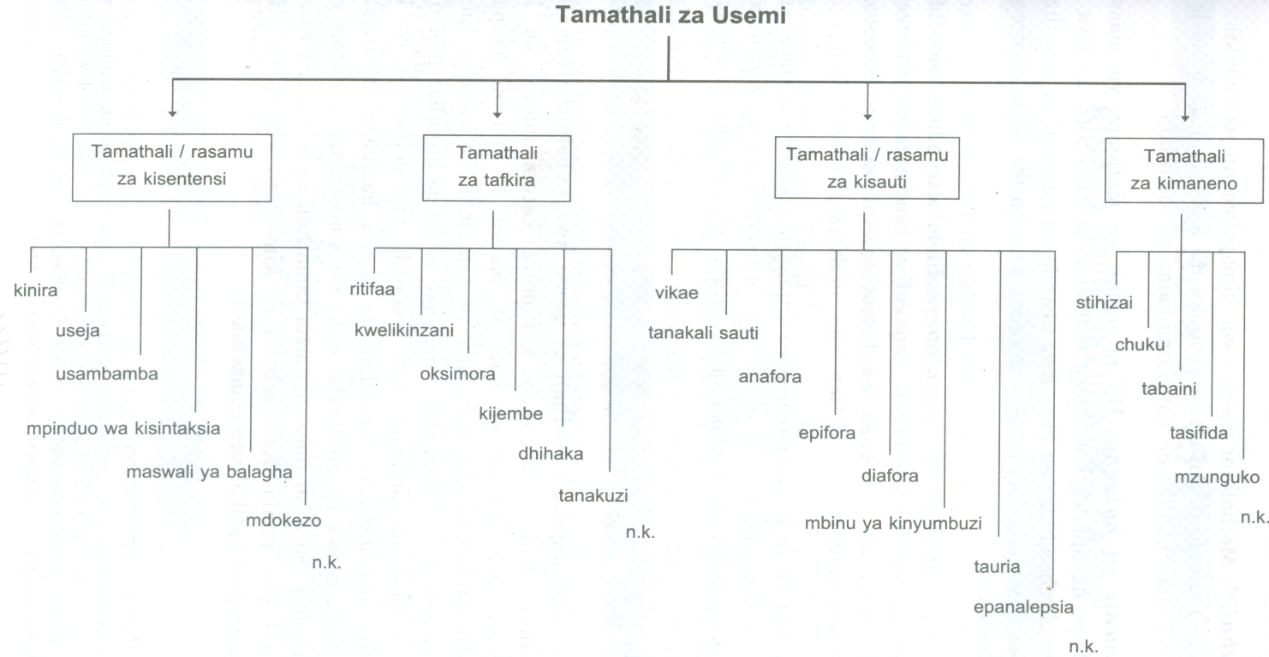 Tamathali za Usemi
Tamathali / rasamu
za kisentensi
kinira
useja
usambamba
mpinduo wa kisintaksia
maswali ya balagha
mdokezo
n.k.
Tamathali
za tafkira
ritifaa
kwelikinzani
oksimora
kijembe
dhihaka
tanakuzi
n.k.
Tamathali / rasamu
za kisauti
vikae
tanakali sauti
anafora
epifora
diafora
mbinu ya kinyumbuzi
tauria
epanalepsia
n.k.
Tamathali
za kimaneno
stihizai
chuku
tabaini
tasifida
mzunguko
n.k.